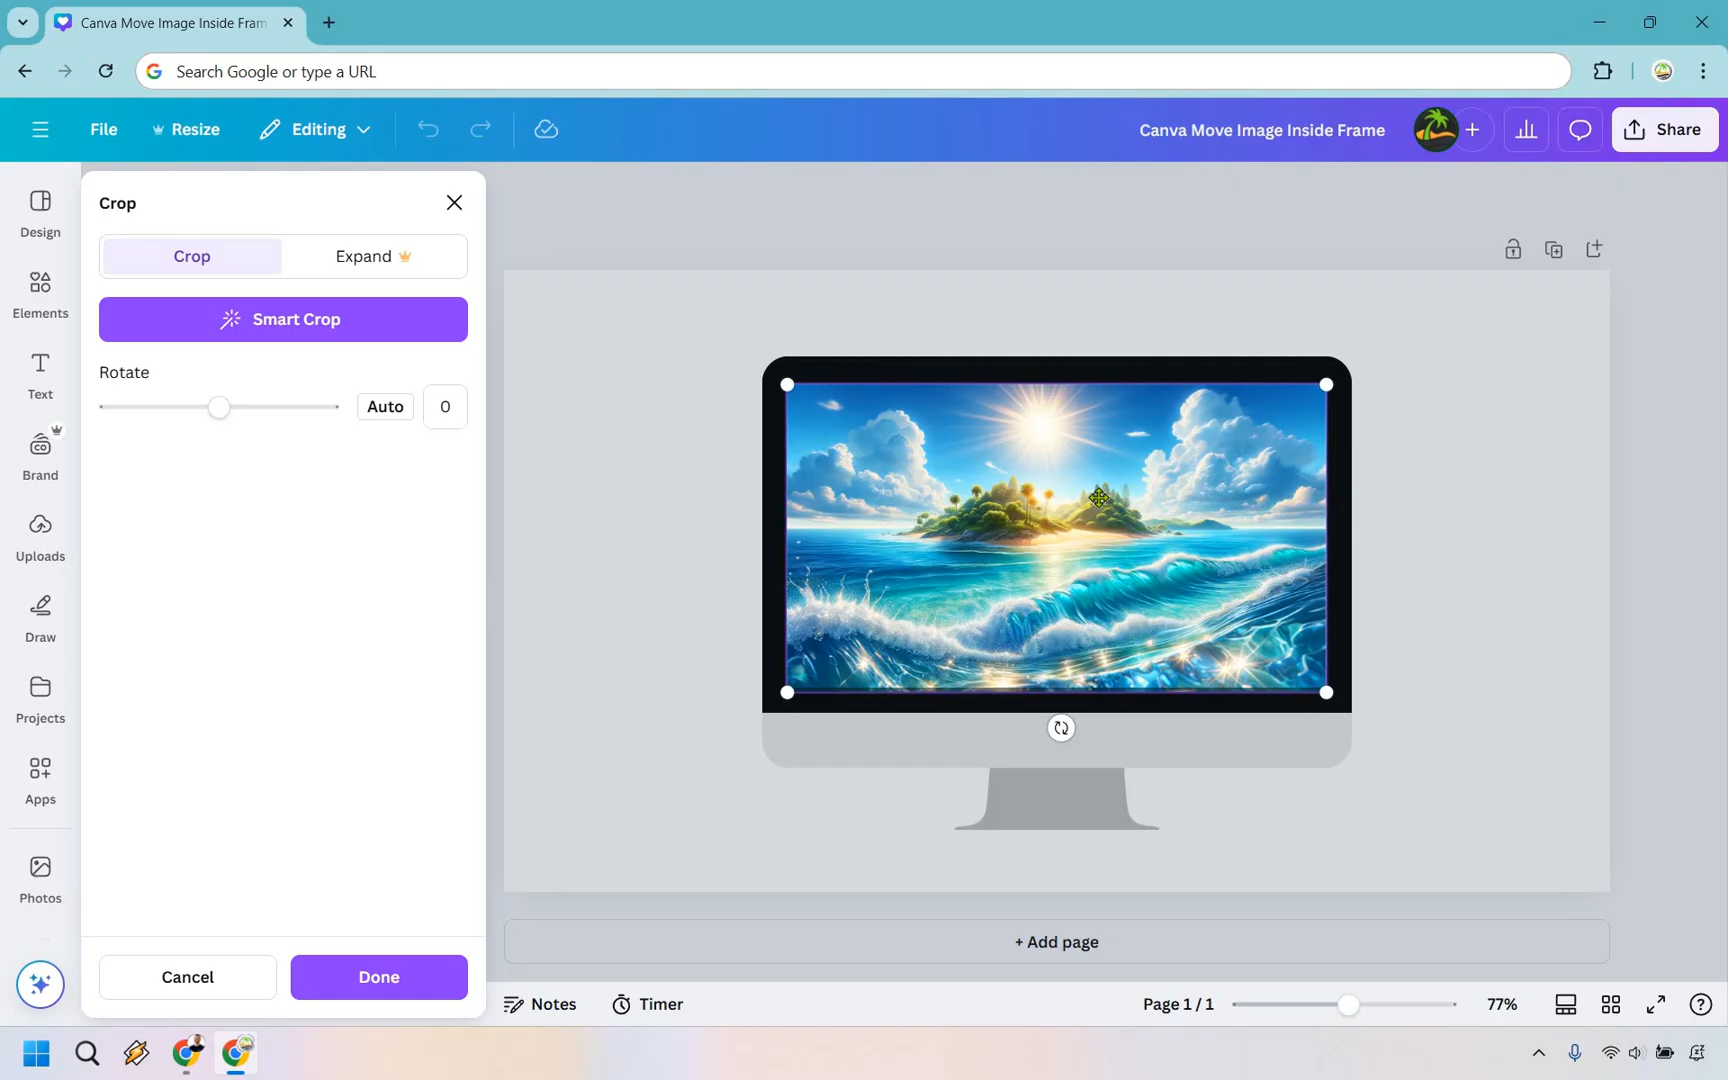 Canva Move Image Inside Fram
Search Google or type a URL
File
Resize
Editing
Canva Move Image Inside Frame
Share
Design
Elements
Text
Brand
Uploads
Draw
Projects
Apps
Photos
Crop
Crop
Expand
Smart Crop
Rotate
Auto
0
Cancel
Done
+ Add page
Notes
Timer
Page 1 / 1
77%